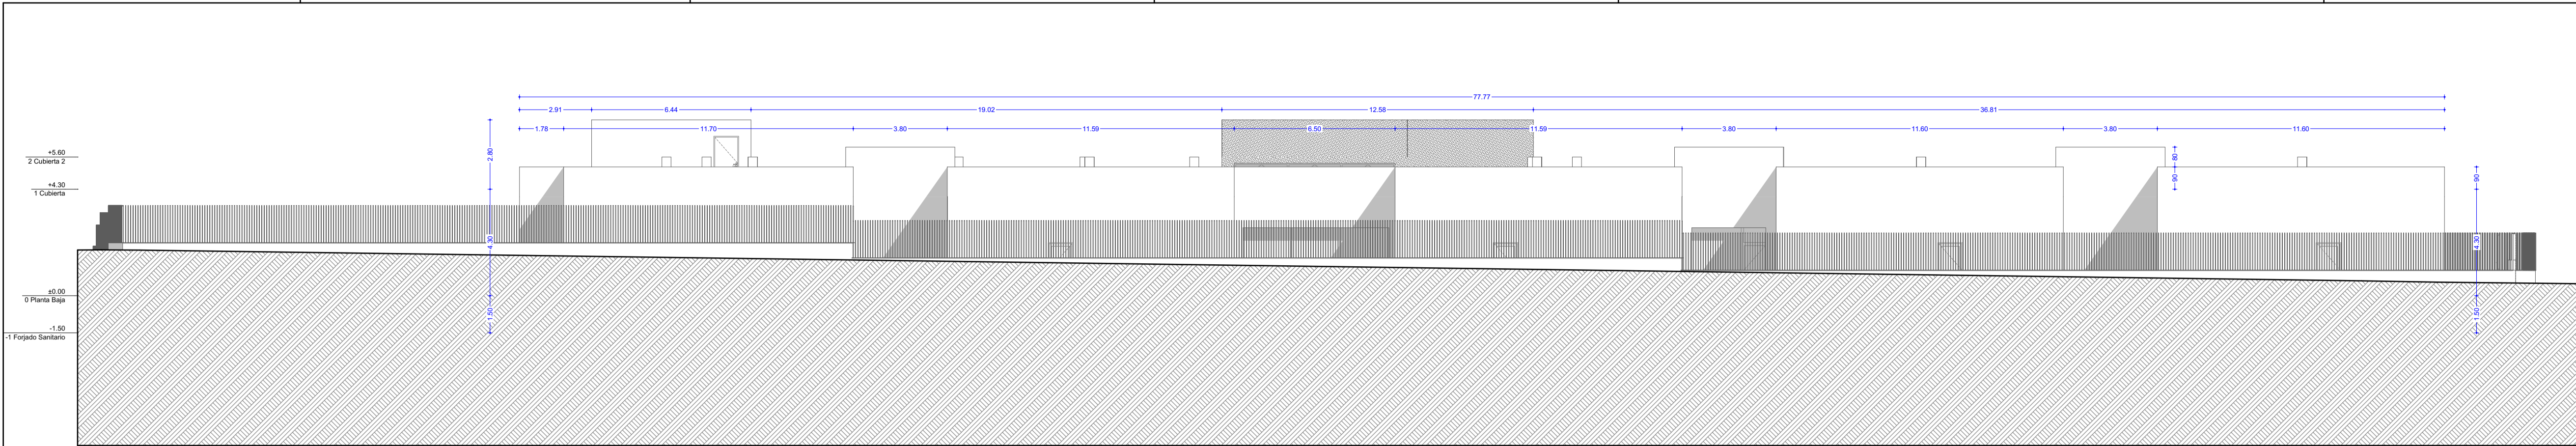 77.77
2.91 6.44 19.02 12.58 36.81
1.78 11.70 3.80 11.59 6.50 11.59 3.80 11.60 3.80 11.60
+5.60
2 Cubierta 2
2.80
80
+4.30
1 Cubierta
90
90
4.30
4.30
±0.00
0 Planta Baja
1.50
1.50
-1.50
-1 Forjado Sanitario